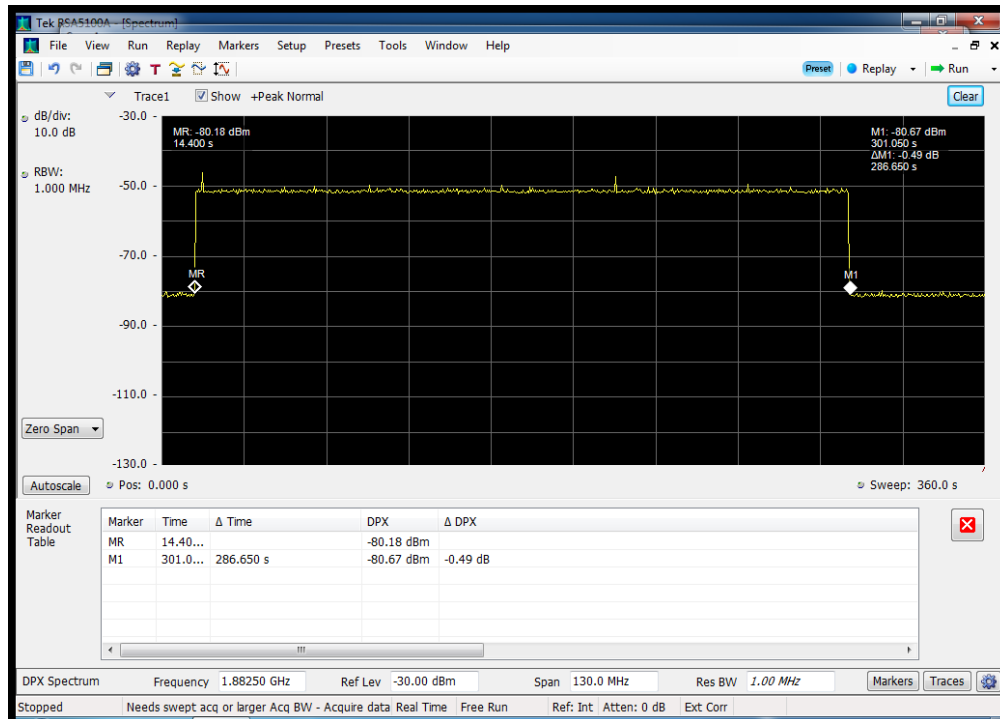 Tek RSA5100A - [Spectrum]
File View Run Replay Markers Setup Presets Tools Window Help
Preset Replay Run
Trace1 Show +Peak Normal Clear
dB/div:
10.0 dB
RBW:
1.000 MHz
-30.0
-50.0
-70.0
-90.0
-110.0
-130.0
MR: -80.18 dBm
14.400 s
M1: -80.67 dBm
301.050 s
ΔM1: -0.49 dB
286.650 s
MR
M1
Zero Span
Autoscale Pos: 0.000 s Sweep: 360.0 s
Marker
Readout
Table
Marker Time Δ Time DPX Δ DPX
MR 14.40... -80.18 dBm
M1 301.0... 286.650 s -80.67 dBm -0.49 dB
DPX Spectrum Frequency 1.88250 GHz Ref Lev -30.00 dBm Span 130.0 MHz Res BW 1.00 MHz Markers Traces
Stopped Needs swept acq or larger Acq BW - Acquire data Real Time Free Run Ref: Int Atten: 0 dB Ext Corr